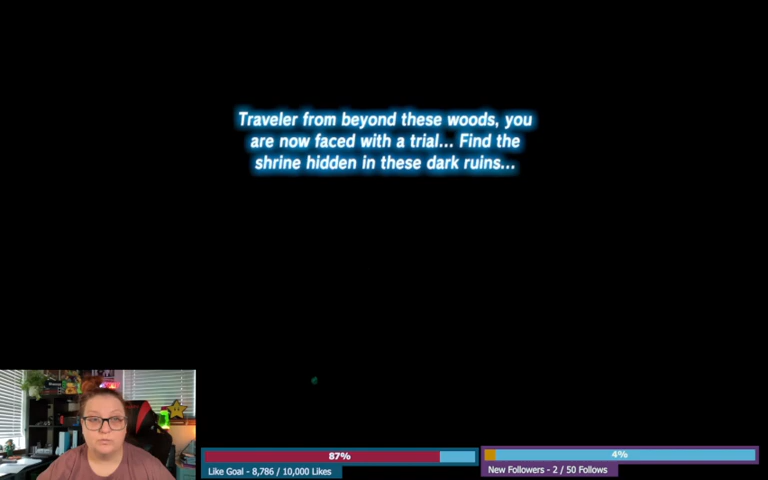 Traveler from beyond these woods, you
are now faced with a trial... Find the
shrine hidden in these dark ruins...
87%
4%
Like Goal - 8,786 / 10,000 Likes
New Followers - 2 / 50 Follows